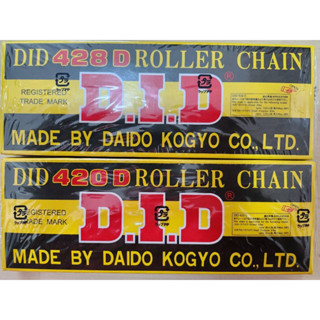 DID 428 D ROLLER CHAIN
REGISTERED
TRADE MARK
D.I.D®
MADE BY DAIDO KOGYO CO., LTD.
DID 420 D ROLLER CHAIN
REGISTERED
TRADE MARK
D.I.D®
MADE BY DAIDO KOGYO CO., LTD.